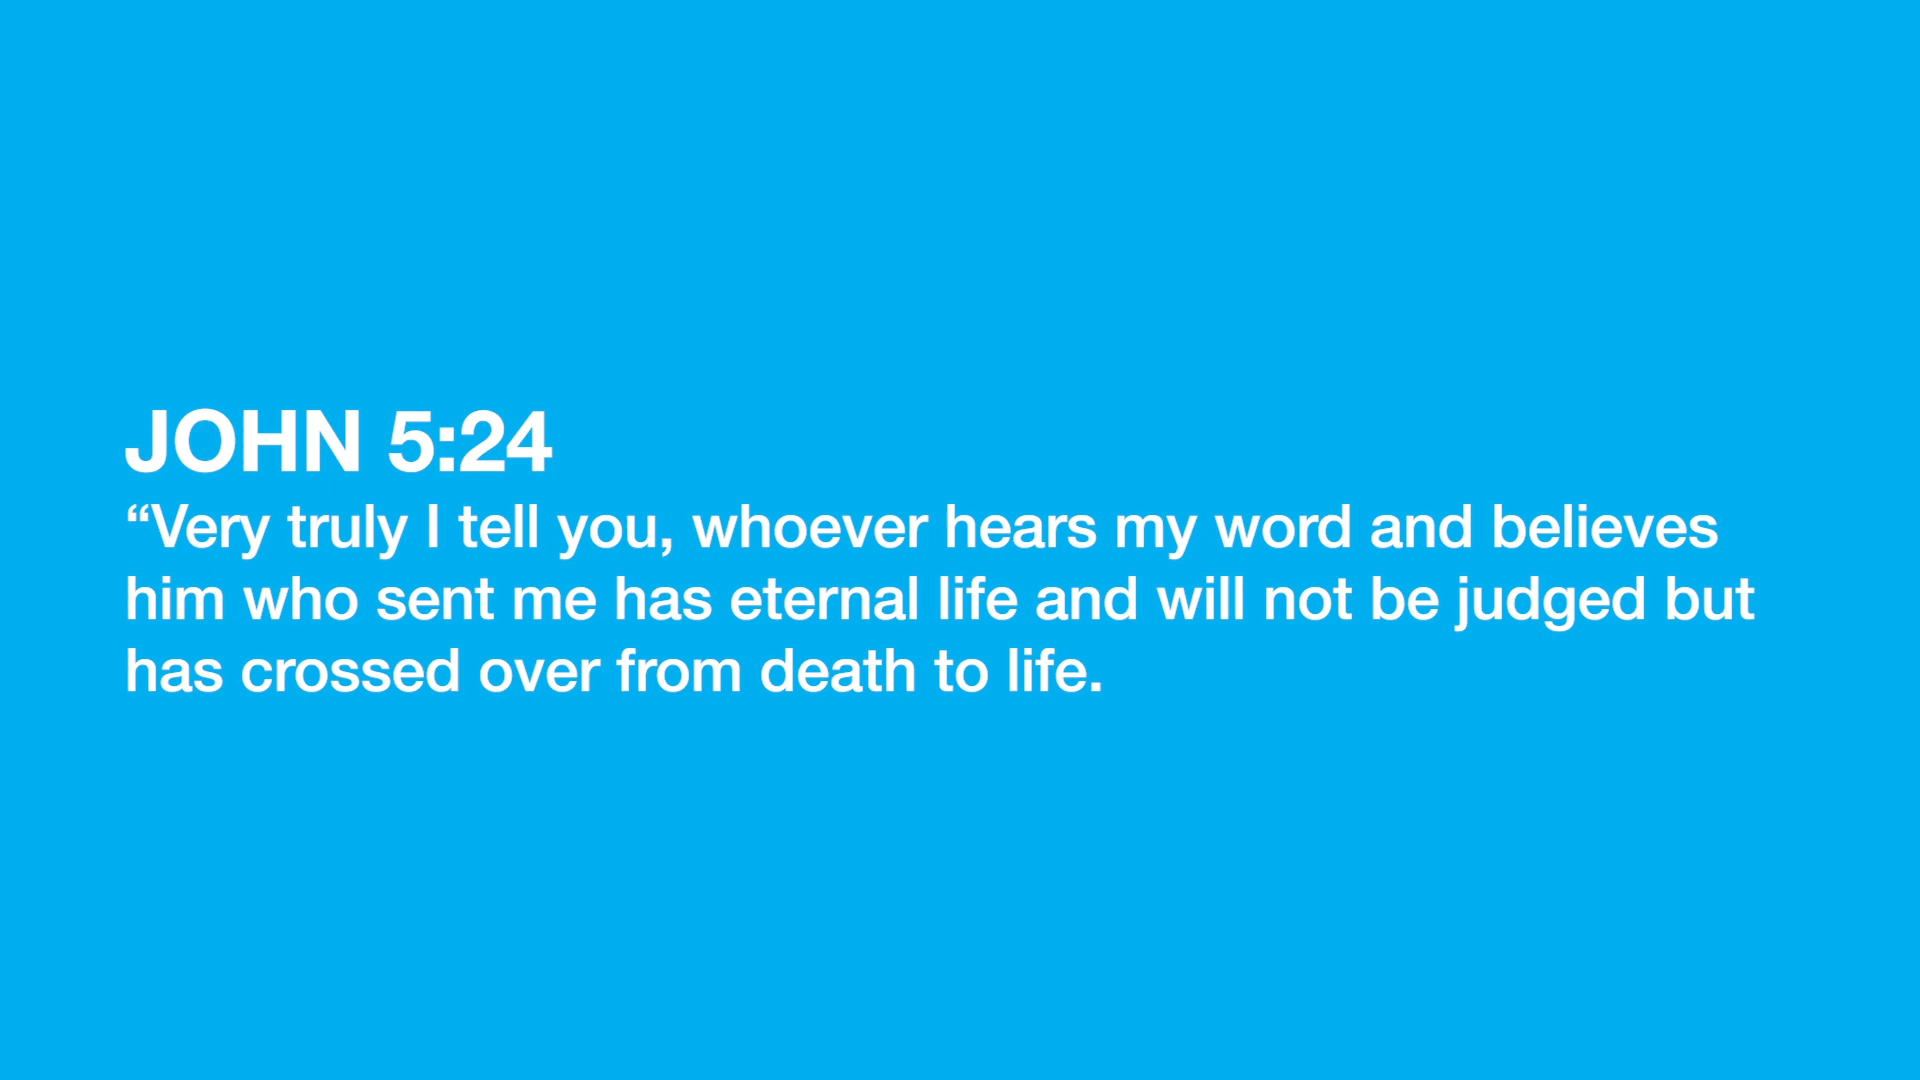 JOHN 5:24
“Very truly I tell you, whoever hears my word and believes
him who sent me has eternal life and will not be judged but
has crossed over from death to life.